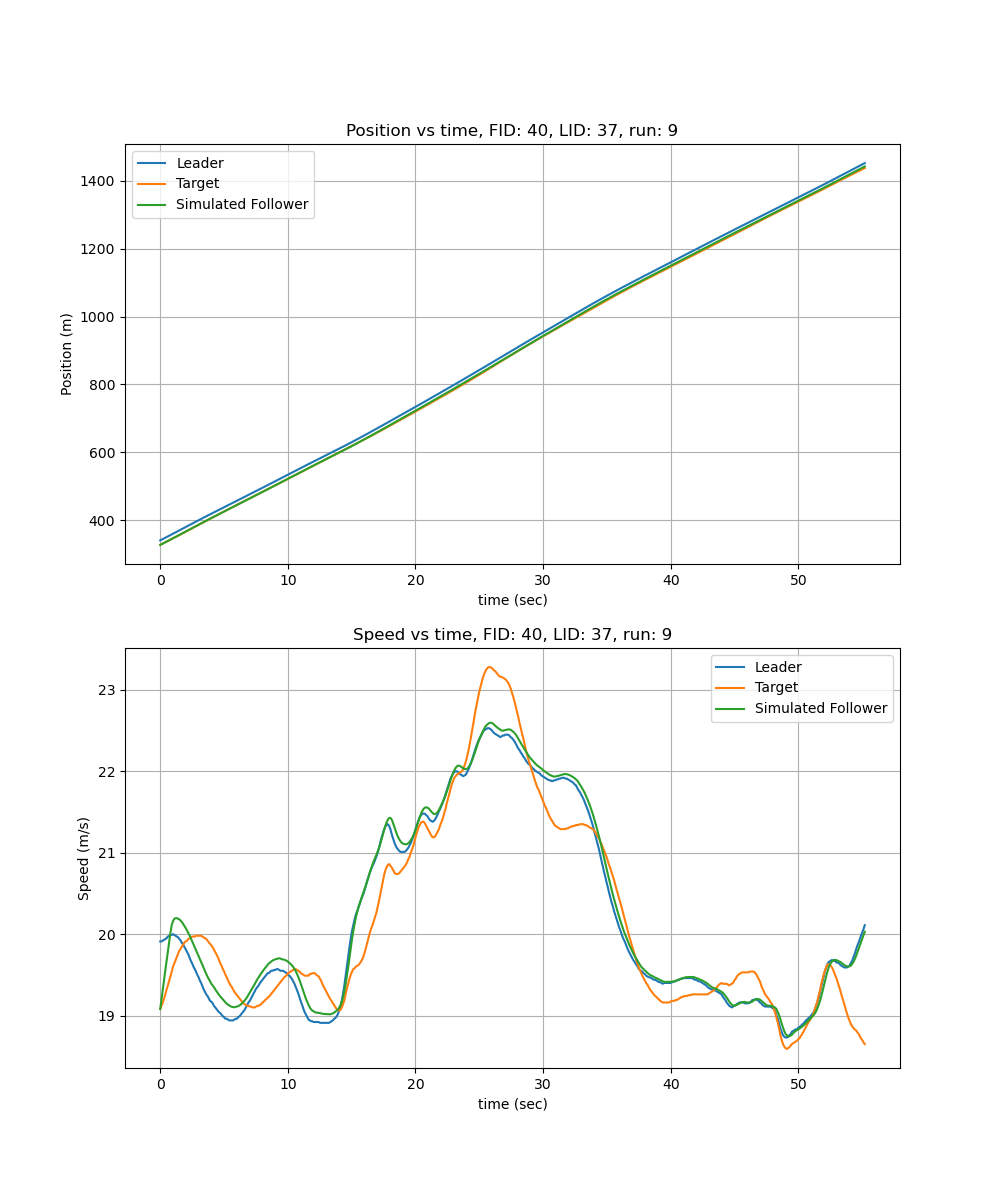 Position vs time, FID: 40, LID: 37, run: 9
Leader
Target
Simulated Follower
1400
1200
1000
800
600
400
Position (m)
0 10 20 30 40 50
time (sec)
Speed vs time, FID: 40, LID: 37, run: 9
Leader
Target
Simulated Follower
23
22
21
20
19
Speed (m/s)
0 10 20 30 40 50
time (sec)